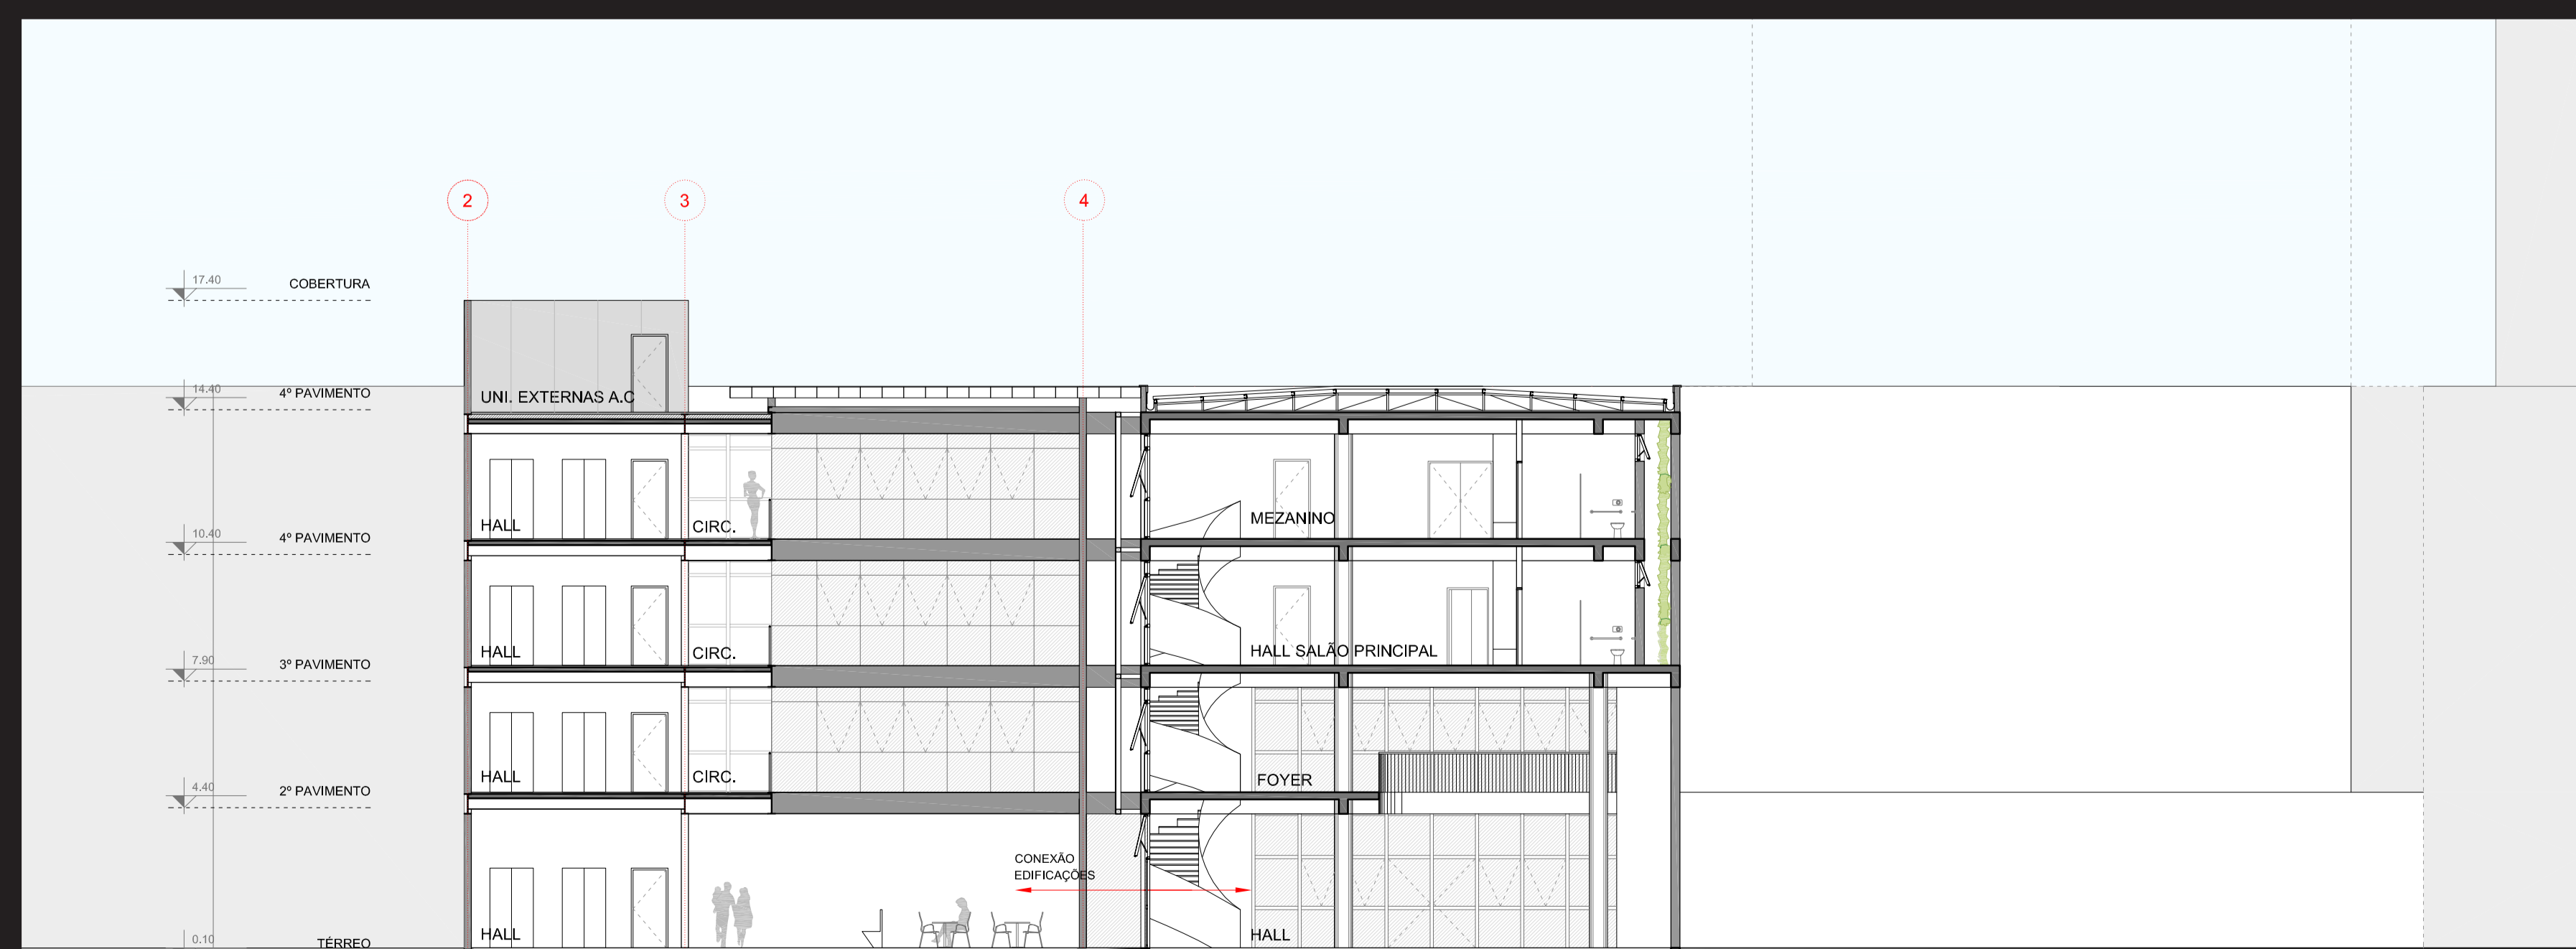 2
3
4
17.40
COBERTURA
14.40
4º PAVIMENTO
UNI. EXTERNAS A.C
10.40
4º PAVIMENTO
HALL
CIRC.
MEZANINO
7.90
3º PAVIMENTO
HALL
CIRC.
HALL SALÃO PRINCIPAL
4.40
2º PAVIMENTO
HALL
CIRC.
FOYER
CONEXÃO
EDIFICAÇÕES
0.10
TÉRREO
HALL
HALL